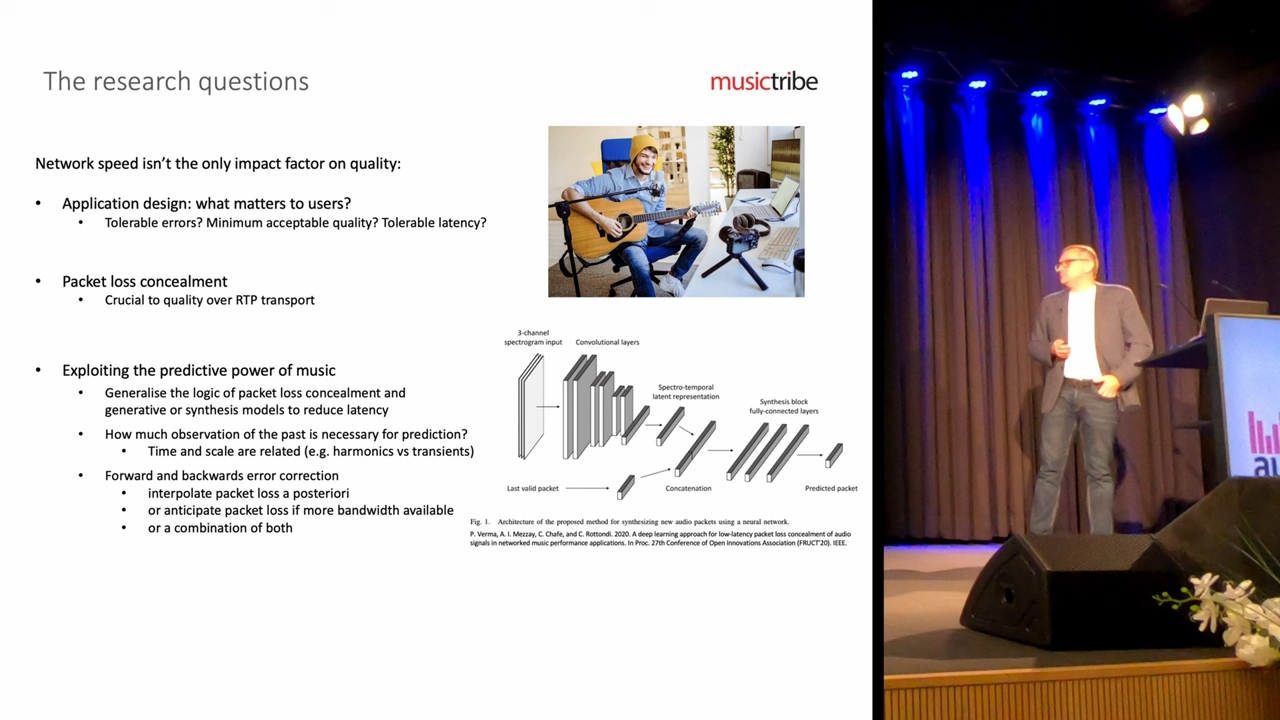 The research questions
musictribe
Network speed isn't the only impact factor on quality:
• Application design: what matters to users?
• Tolerable errors? Minimum acceptable quality? Tolerable latency?
• Packet loss concealment
• Crucial to quality over RTP transport
• Exploiting the predictive power of music
• Generalise the logic of packet loss concealment and
generative or synthesis models to reduce latency
• How much observation of the past is necessary for prediction?
• Time and scale are related (e.g. harmonics vs transients)
• Forward and backwards error correction
• interpolate packet loss a posteriori
• or anticipate packet loss if more bandwidth available
• or a combination of both
3-channel
spectrogram input
Convolutional layers
Spectro-temporal
latent representation
Synthesis block
fully-connected layers
Last valid packet
Concatenation
Predicted packet
Fig. 1. Architecture of the proposed method for synthesizing new audio packets using a neural network.
P. Verma, A. I. Mezzay, C. Chafe, and C. Rottondi. 2020. A deep learning approach for low-latency packet loss concealment of audio
signals in networked music performance applications. In Proc. 27th Conference of Open Innovations Association (FRUCT'20). IEEE.